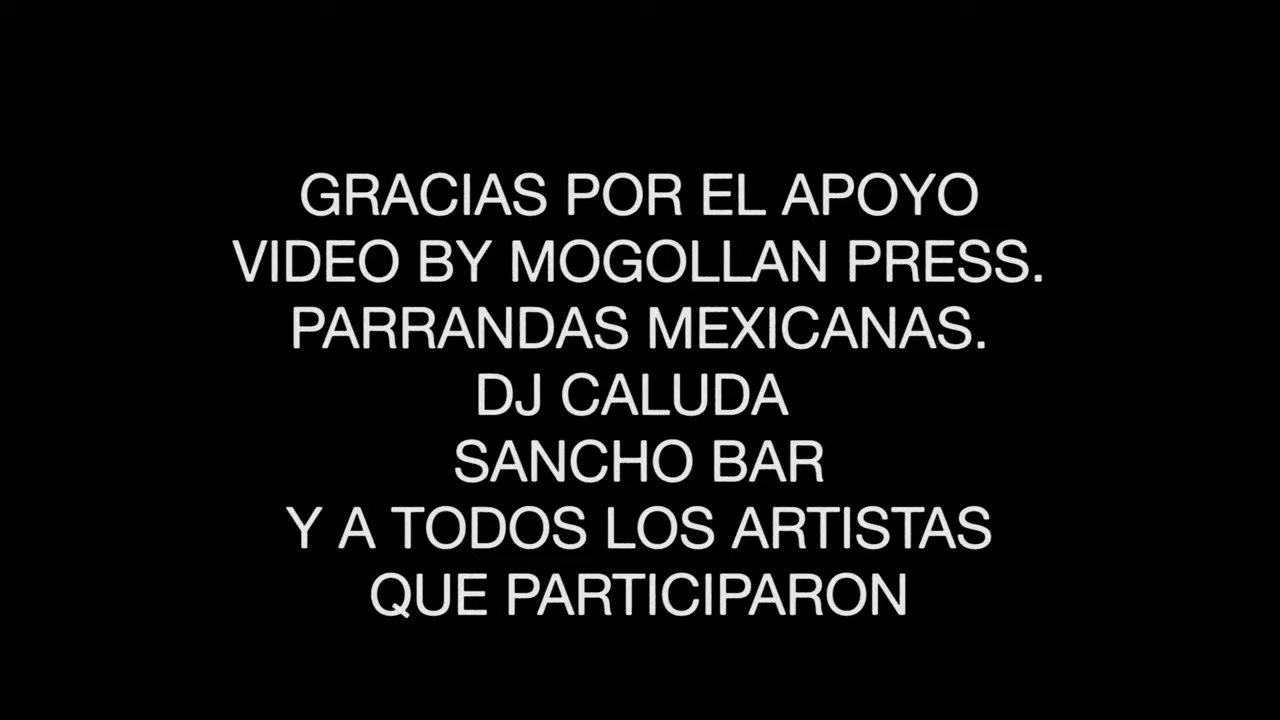 GRACIAS POR EL APOYO
VIDEO BY MOGOLLAN PRESS.
PARRANDAS MEXICANAS.
DJ CALUDA
SANCHO BAR
Y A TODOS LOS ARTISTAS
QUE PARTICIPARON